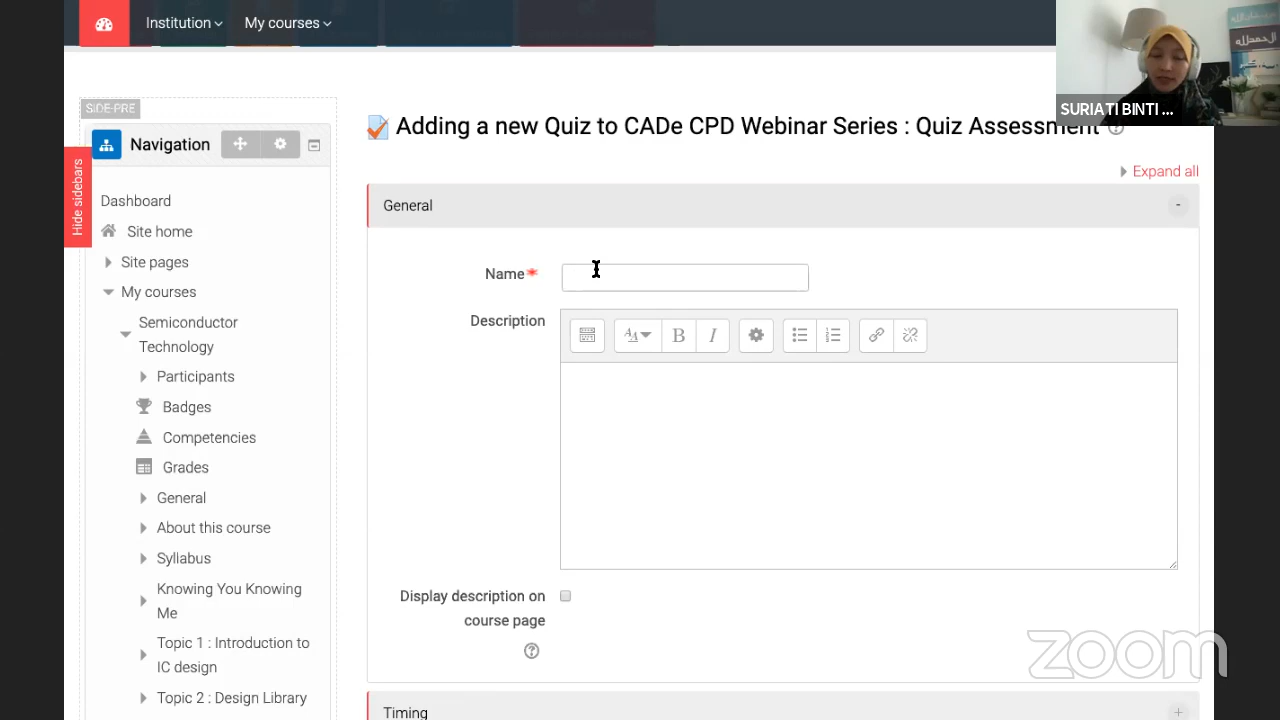 Institution
My courses
SURIATI BINTI ...
SIDE-PRE
Hide sidebars
Navigation
Dashboard
Site home
Site pages
My courses
Semiconductor
Technology
Participants
Badges
Competencies
Grades
General
About this course
Syllabus
Knowing You Knowing
Me
Topic 1 : Introduction to
IC design
Topic 2 : Design Library
Adding a new Quiz to CADe CPD Webinar Series : Quiz Assessment
Expand all
General
Name
Description
B I
Display description on
course page
Timing
zoom